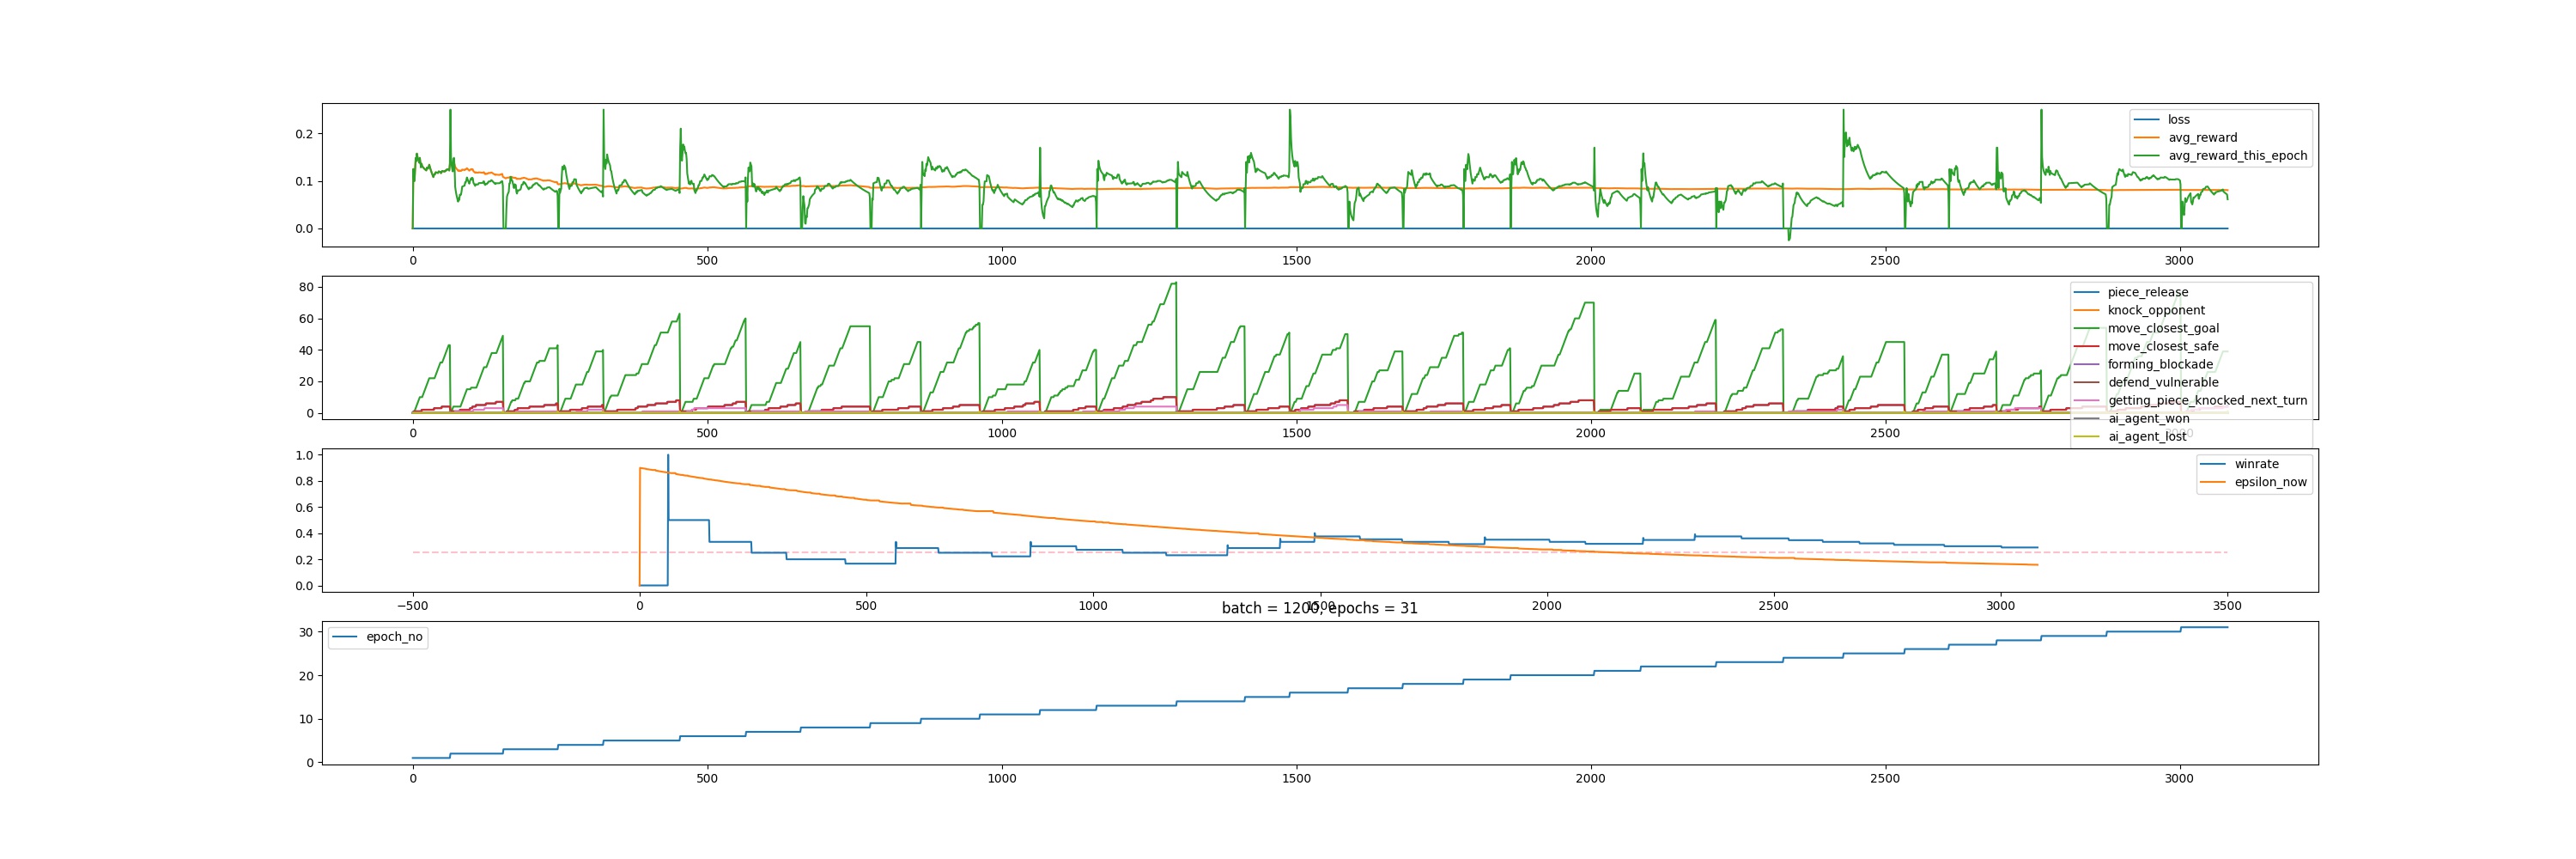 0.2
0.1
0.0
loss
avg_reward
avg_reward_this_epoch
0 500 1000 1500 2000 2500 3000
80
60
40
20
0
piece_release
knock_opponent
move_closest_goal
move_closest_safe
forming_blockade
defend_vulnerable
getting_piece_knocked_next_turn
ai_agent_won
ai_agent_lost
0 500 1000 1500 2000 2500 3000
1.0
0.8
0.6
0.4
0.2
0.0
winrate
epsilon_now
−500 0 500 1000 1500 2000 2500 3000 3500
batch = 1200, epochs = 31
30
20
10
0
epoch_no
0 500 1000 1500 2000 2500 3000